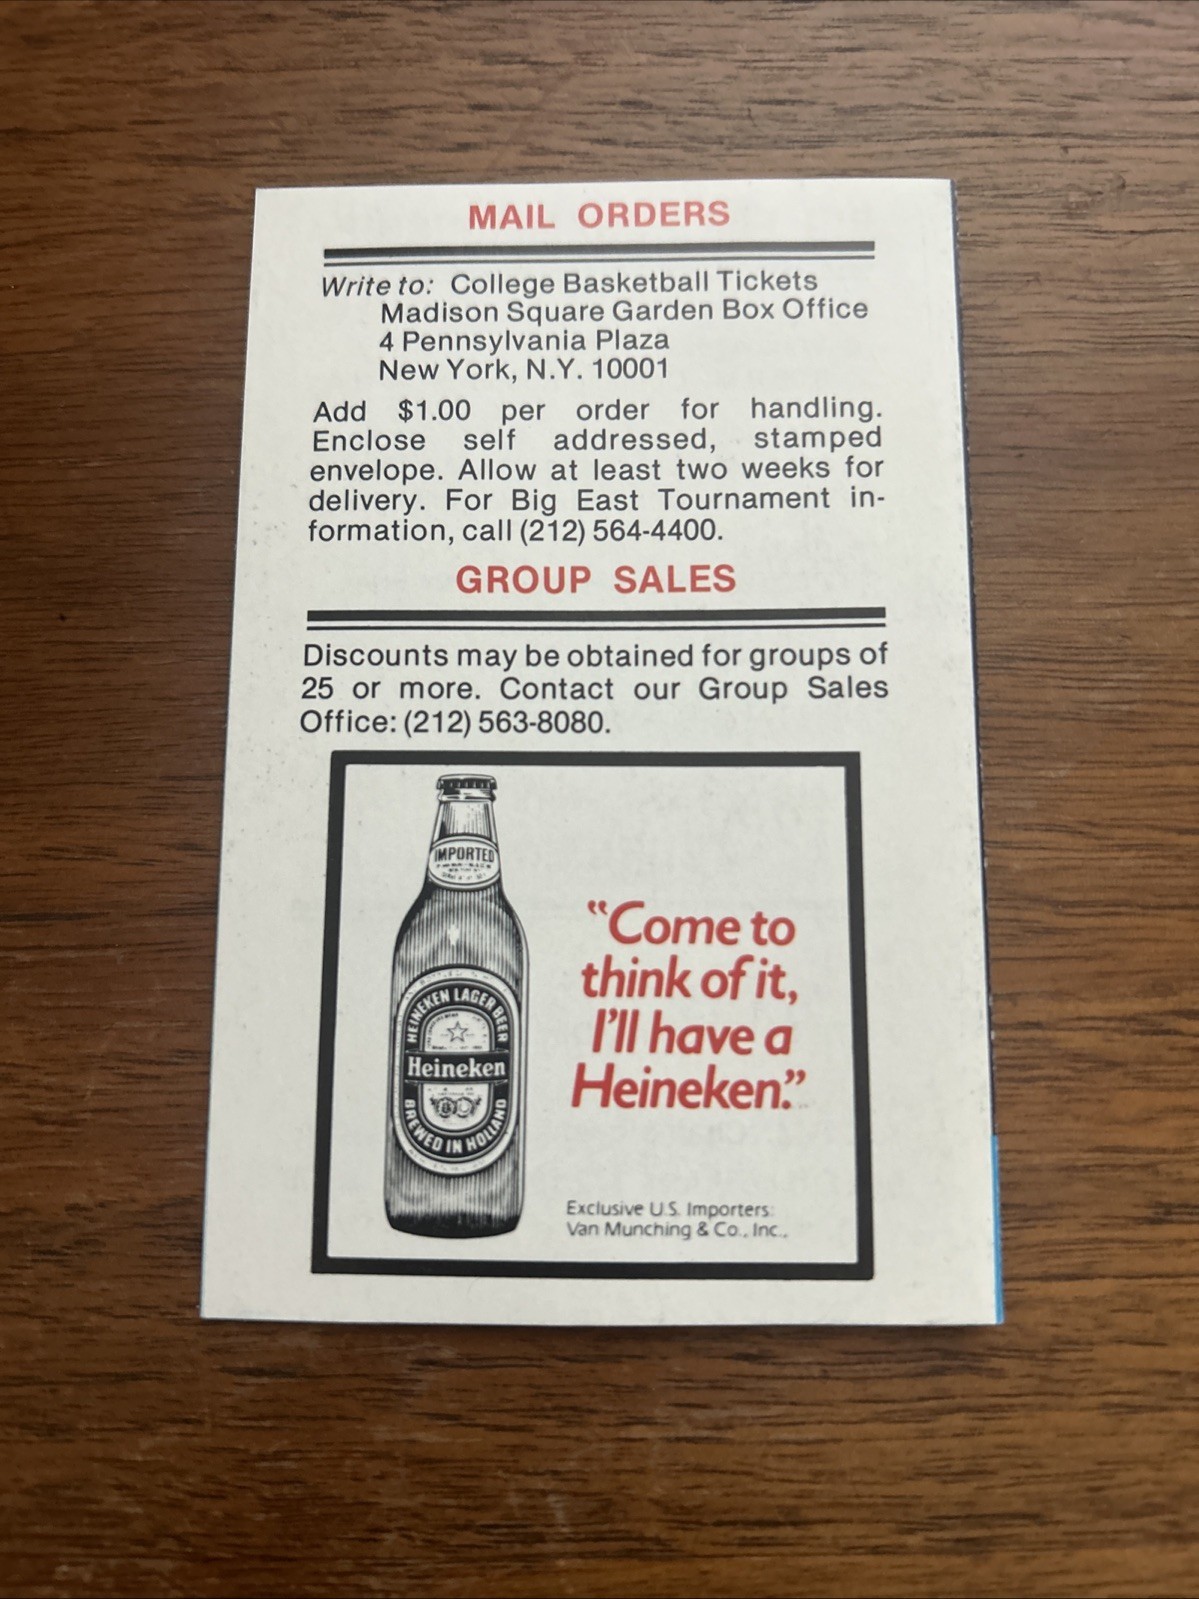 MAIL ORDERS
Write to: College Basketball Tickets
Madison Square Garden Box Office
4 Pennsylvania Plaza
New York, N.Y. 10001
Add $1.00 per order for handling.
Enclose self addressed, stamped
envelope. Allow at least two weeks for
delivery. For Big East Tournament in-
formation, call (212) 564-4400.
GROUP SALES
Discounts may be obtained for groups of
25 or more. Contact our Group Sales
Office: (212) 563-8080.
IMPORTED
HEINEKEN LAGER BEER
Heineken
BREWED IN HOLLAND
“Come to
think of it,
I'll have a
Heineken.”
Exclusive U.S. Importers:
Van Munching & Co., Inc.,